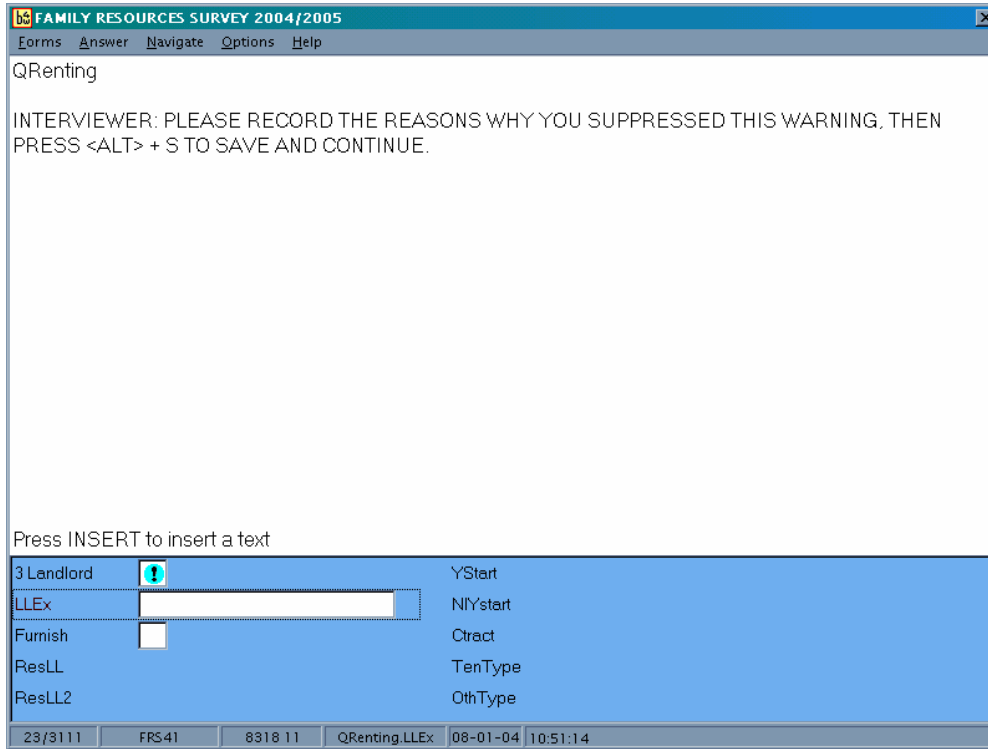 FAMILY RESOURCES SURVEY 2004/2005
Forms Answer Navigate Options Help
QRenting
INTERVIEWER: PLEASE RECORD THE REASONS WHY YOU SUPPRESSED THIS WARNING, THEN
PRESS <ALT> + S TO SAVE AND CONTINUE.
Press INSERT to insert a text
3 Landlord YStart
LLEx NIYstart
Furnish Ctract
ResLL TenType
ResLL2 OthType
23/3111 FRS41 8318 11 QRenting.LLEx 08-01-04 10:51:14